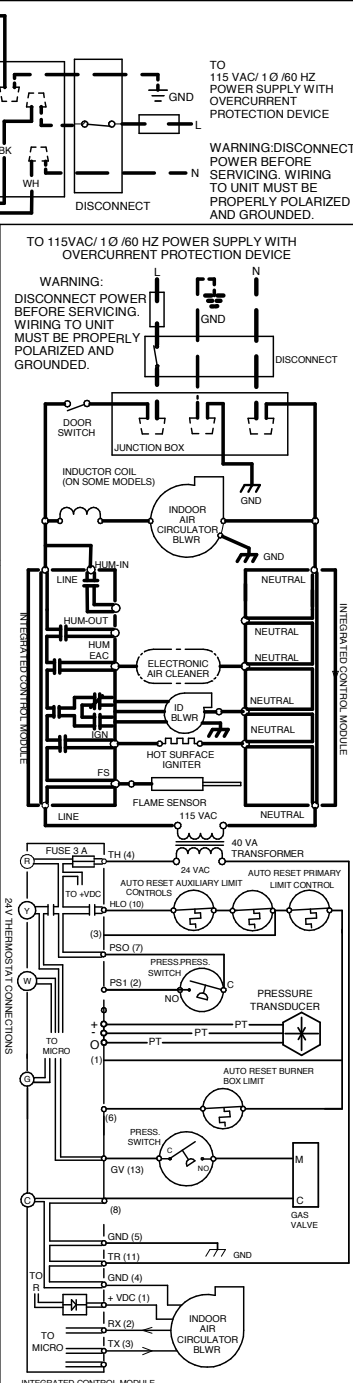 TO
115 VAC/ 1Ø /60 HZ
POWER SUPPLY WITH
OVERCURRENT
PROTECTION DEVICE
GND
L
WARNING:DISCONNECT
POWER BEFORE
SERVICING. WIRING
TO UNIT MUST BE
PROPERLY POLARIZED
AND GROUNDED.
BK
WH
N
DISCONNECT
TO 115VAC/ 1Ø /60 HZ POWER SUPPLY WITH
OVERCURRENT PROTECTION DEVICE
WARNING:
DISCONNECT POWER
BEFORE SERVICING.
WIRING TO UNIT
MUST BE PROPERLY
POLARIZED AND
GROUNDED.
L
N
GND
DISCONNECT
DOOR
SWITCH
JUNCTION BOX
GND
INDUCTOR COIL
(ON SOME MODELS)
INDOOR
AIR
CIRCULATOR
BLWR
GND
INTEGRATED CONTROL MODULE
LINE
HUM-IN
HUM-OUT
HUM
EAC
IGN
FS
LINE
ELECTRONIC
AIR CLEANER
ID
BLWR
HOT SURFACE
IGNITER
FLAME SENSOR
NEUTRAL
NEUTRAL
NEUTRAL
NEUTRAL
NEUTRAL
NEUTRAL
INTEGRATED CONTROL MODULE
115 VAC
40 VA
TRANSFORMER
24 VAC
24V THERMOSTAT CONNECTIONS
R
FUSE 3 A
TH (4)
TO +VDC
AUTO RESET AUXILIARY LIMIT
CONTROLS
AUTO RESET PRIMARY
LIMIT CONTROL
Y
HLO (10)
(3)
PSO (7)
W
PS1 (2)
PRESS.PRESS.
SWITCH
NO
C
PRESSURE
TRANSDUCER
+
-
O
PT
PT
PT
TO
MICRO
(1)
G
AUTO RESET BURNER
BOX LIMIT
(6)
PRESS.
SWITCH
C
NO
GV (13)
M
C
GAS
VALVE
C
(8)
GND (5)
GND
TR (11)
GND (4)
TO
R
+ VDC (1)
RX (2)
TO
MICRO
TX (3)
INDOOR
AIR
CIRCULATOR
BLWR
INTEGRATED CONTROL MODULE